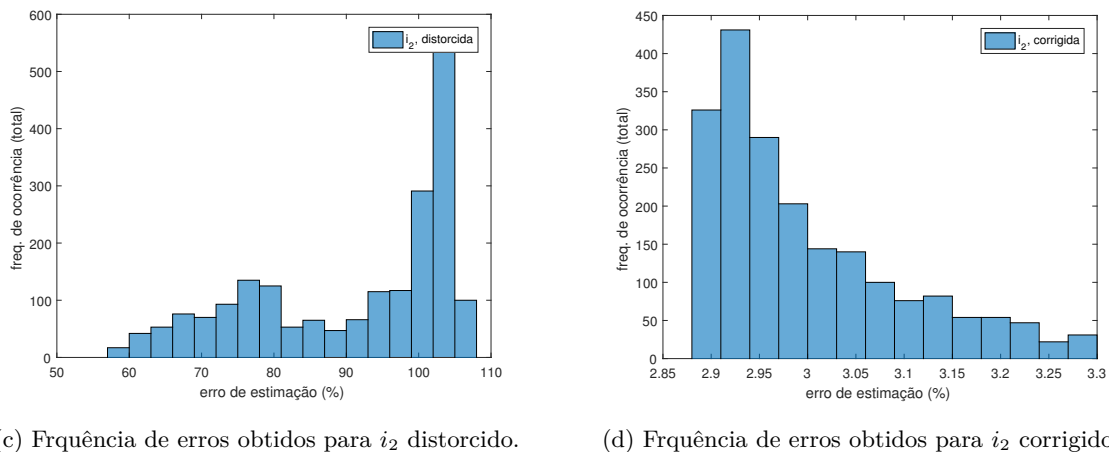 600
500
400
300
200
100
0
freq. de ocorrência (total)
i2, distorcida
50 60 70 80 90 100 110
erro de estimação (%)
(c) Frquência de erros obtidos para i2 distorcido.
450
400
350
300
250
200
150
100
50
0
freq. de ocorrência (total)
i2, corrigida
2.85 2.9 2.95 3 3.05 3.1 3.15 3.2 3.25 3.3
erro de estimação (%)
(d) Frquência de erros obtidos para i2 corrigido